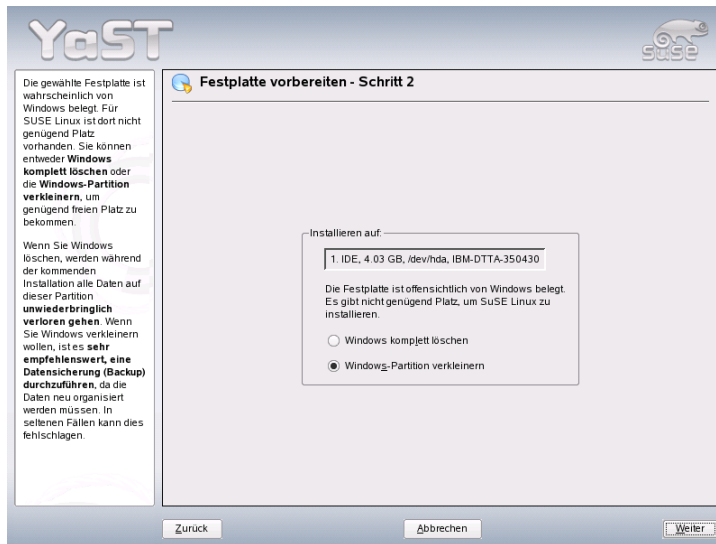 YaST
SUSE
Die gewählte Festplatte ist
wahrscheinlich von
Windows belegt. Für
SUSE Linux ist dort nicht
genügend Platz
vorhanden. Sie können
entweder Windows
komplett löschen oder
die Windows-Partition
verkleinern, um
genügend freien Platz zu
bekommen.
Wenn Sie Windows
löschen, werden während
der kommenden
Installation alle Daten auf
dieser Partition
unwiederbringlich
verloren gehen. Wenn
Sie Windows verkleinern
wollen, ist es sehr
empfehlenswert, eine
Datensicherung (Backup)
durchzuführen, da die
Daten neu organisiert
werden müssen. In
seltenen Fällen kann dies
fehlschlagen.
Festplatte vorbereiten - Schritt 2
Installieren auf:
1. IDE, 4.03 GB, /dev/hda, IBM-DTTA-350430
Die Festplatte ist offensichtlich von Windows belegt.
Es gibt nicht genügend Platz, um SuSE Linux zu
installieren.
Windows komplett löschen
Windows-Partition verkleinern
Zurück
Abbrechen
Weiter